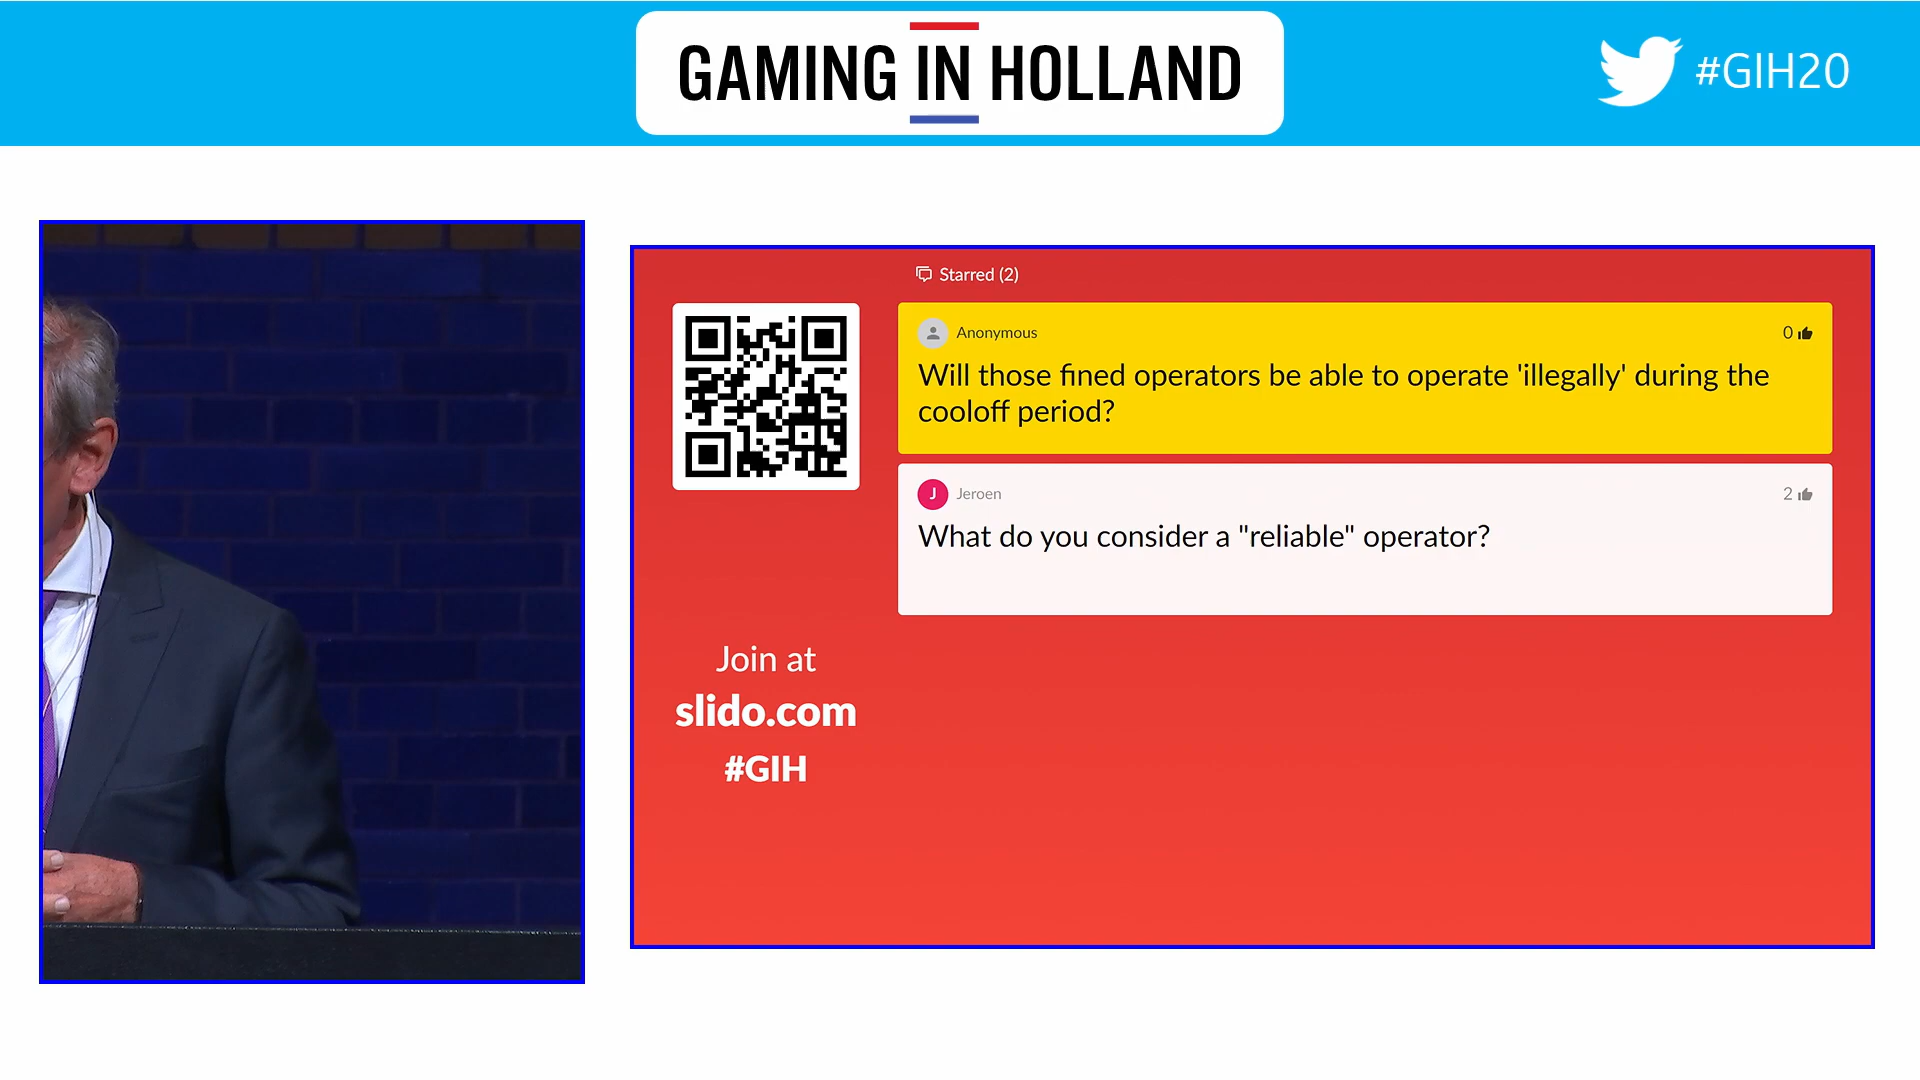 GAMING IN HOLLAND
#GIH20
Starred (2)
Anonymous
0
Will those fined operators be able to operate 'illegally' during the
cooloff period?
J
Jeroen
2
What do you consider a "reliable" operator?
Join at
slido.com
#GIH